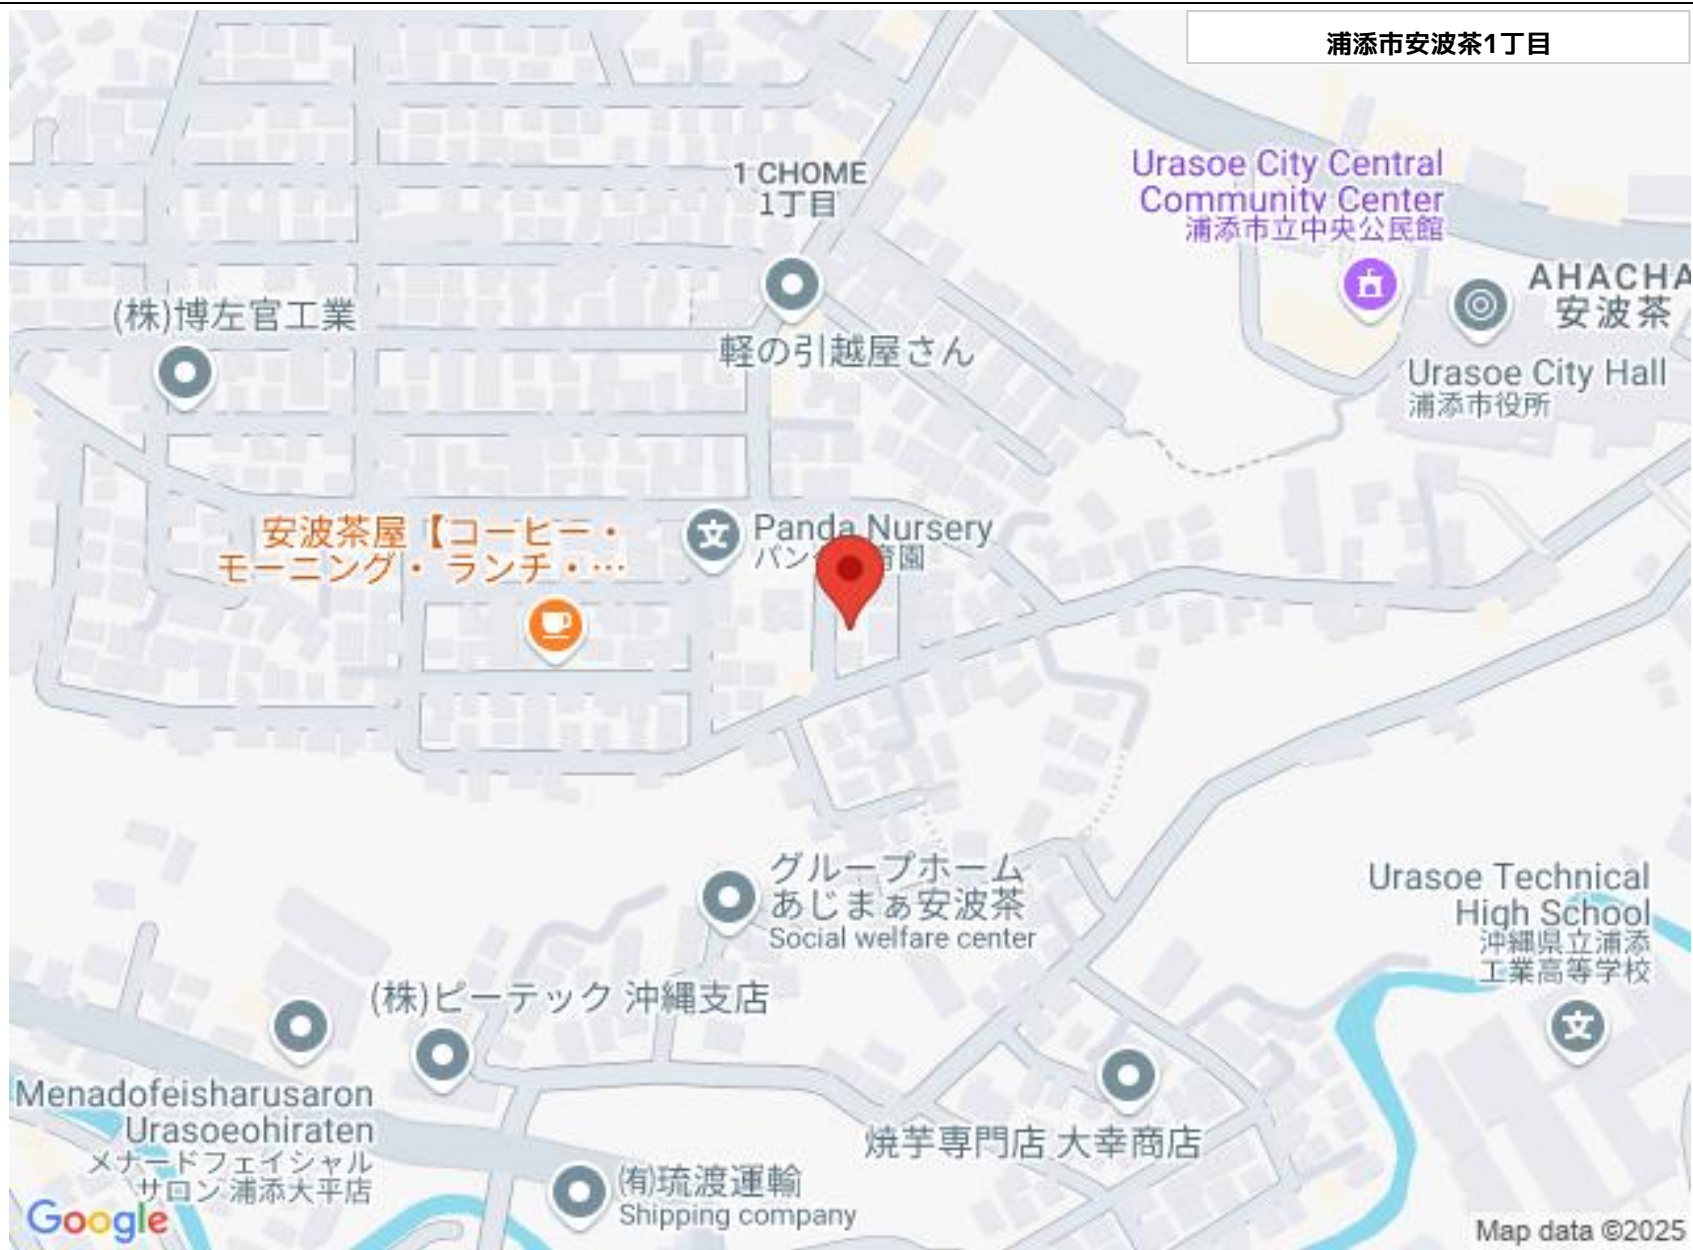 浦添市安波茶1丁目
1 CHOME
1丁目
Urasoe City Central
Community Center
浦添市立中央公民館
AHACHA
安波茶
Urasoe City Hall
浦添市役所
(株)博左官工業
軽の引越屋さん
安波茶屋【コーヒー・
モーニング・ ランチ・…
Panda Nursery
パン 育園
グループホーム
あじまぁ安波茶
Social welfare center
Urasoe Technical
High School
沖縄県立浦添
工業高等学校
(株)ピーテック 沖縄支店
Menadofeisharusaron
Urasoeohiraten
メナードフェイシャル
サロン 浦添大平店
焼芋専門店 大幸商店
㈲琉渡運輸
Shipping company
Google
Map data ©2025